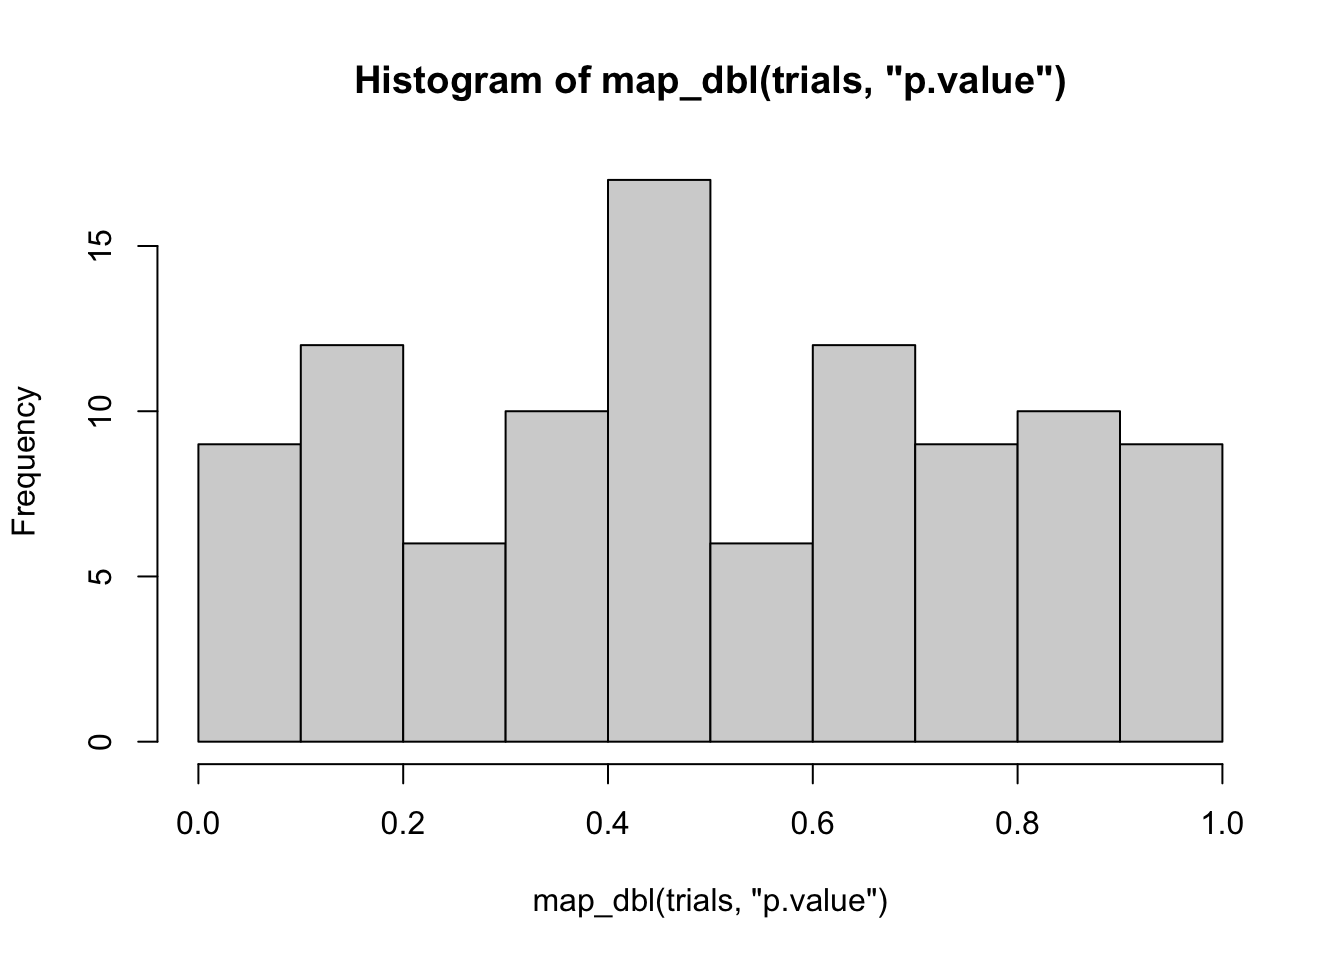 Histogram of map_dbl(trials, "p.value")
Frequency
15
10
5
0
0.0 0.2 0.4 0.6 0.8 1.0
map_dbl(trials, "p.value")